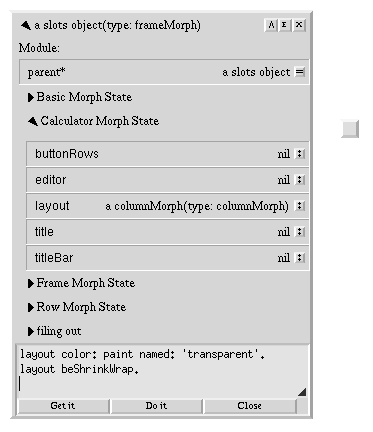 a slots object(type: frameMorph) A E X
Module:
parent* a slots object
Basic Morph State
Calculator Morph State
buttonRows nil
editor nil
layout a columnMorph(type: columnMorph)
title nil
titleBar nil
Frame Morph State
Row Morph State
filing out
layout color: paint named: 'transparent'.
layout beShrinkWrap.
Get it Do it Close